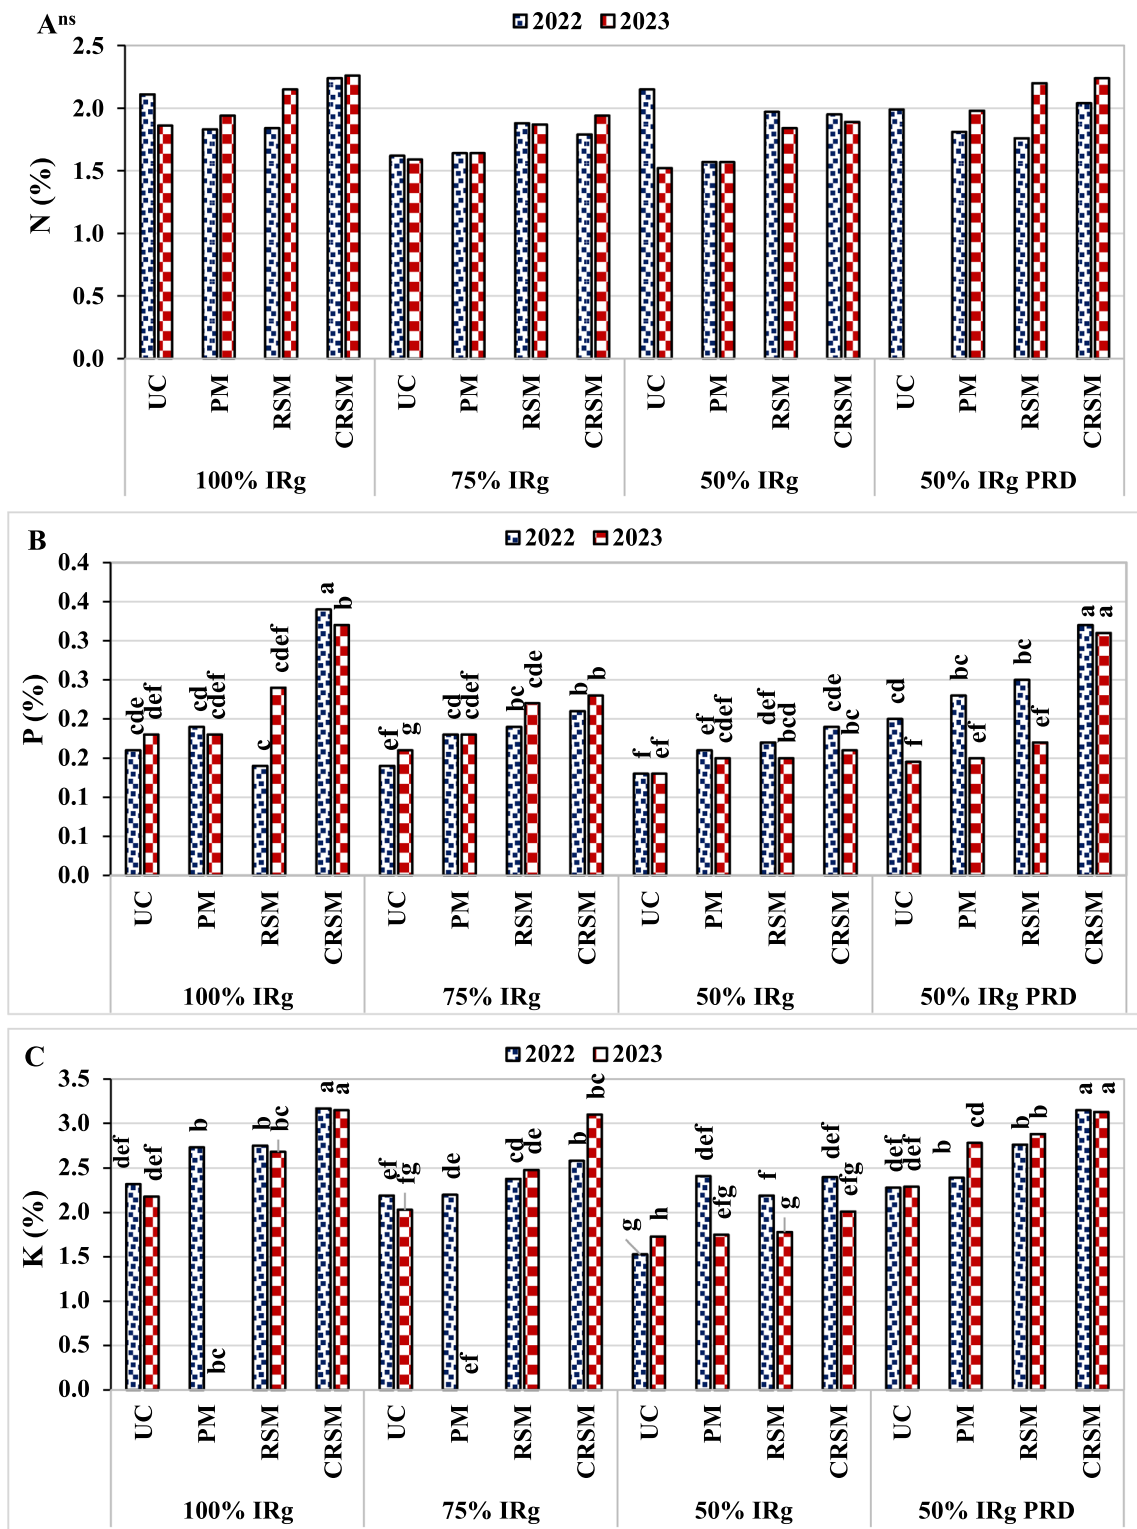 A^ns
2022 2023
N (%)
2.5
2.0
1.5
1.0
0.5
0.0
UC PM RSM CRSM UC PM RSM CRSM UC PM RSM CRSM UC PM RSM CRSM
100% IRg 75% IRg 50% IRg 50% IRg PRD
B
2022 2023
P (%)
0.4
0.4
0.3
0.3
0.2
0.2
0.1
0.1
0.0
cde def cd cdef c cdef a b ef g cd cdef bc cde b b f ef ef cdef def bcd cde bc cd f bc ef bc ef a a
UC PM RSM CRSM UC PM RSM CRSM UC PM RSM CRSM UC PM RSM CRSM
100% IRg 75% IRg 50% IRg 50% IRg PRD
C
2022 2023
K (%)
3.5
3.0
2.5
2.0
1.5
1.0
0.5
0.0
def def b bc b bc a a ef fg de ef cd de b bc g h def efg f g def efg def def b cd b b a a
UC PM RSM CRSM UC PM RSM CRSM UC PM RSM CRSM UC PM RSM CRSM
100% IRg 75% IRg 50% IRg 50% IRg PRD